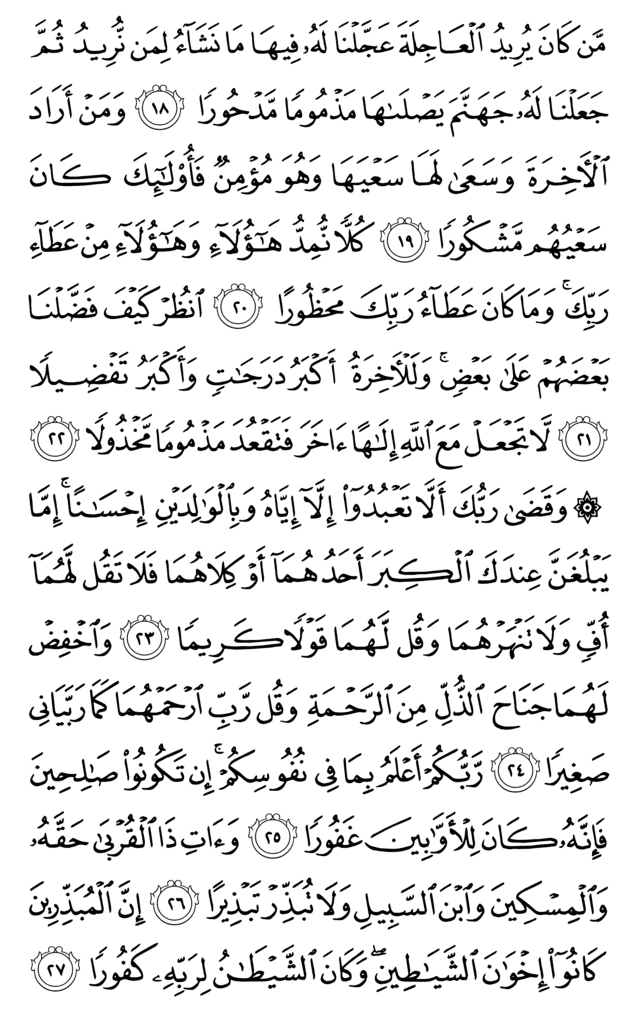 مَّن كَانَ يُرِيدُ ٱلۡعَاجِلَةَ عَجَّلۡنَا لَهُۥ فِيهَا مَا نَشَآءُ لِمَن نُّرِيدُ ثُمَّ
جَعَلۡنَا لَهُۥ جَهَنَّمَ يَصۡلَىٰهَا مَذۡمُومٗا مَّدۡحُورٗا ١٨ وَمَنۡ أَرَادَ
ٱلۡأٓخِرَةَ وَسَعَىٰ لَهَا سَعۡيَهَا وَهُوَ مُؤۡمِنٞ فَأُوْلَٰٓئِكَ كَانَ
سَعۡيُهُم مَّشۡكُورٗا ١٩ كُلّٗا نُّمِدُّ هَٰٓؤُلَآءِ وَهَٰٓؤُلَآءِ مِنۡ عَطَآءِ
رَبِّكَۚ وَمَا كَانَ عَطَآءُ رَبِّكَ مَحۡظُورًا ٢٠ ٱنظُرۡ كَيۡفَ فَضَّلۡنَا
بَعۡضَهُمۡ عَلَىٰ بَعۡضٖۚ وَلَلۡأٓخِرَةُ أَكۡبَرُ دَرَجَٰتٖ وَأَكۡبَرُ تَفۡضِيلٗا
٢١ لَّا تَجۡعَلۡ مَعَ ٱللَّهِ إِلَٰهًا ءَاخَرَ فَتَقۡعُدَ مَذۡمُومٗا مَّخۡذُولٗا ٢٢
۞ وَقَضَىٰ رَبُّكَ أَلَّا تَعۡبُدُوٓاْ إِلَّآ إِيَّاهُ وَبِٱلۡوَٰلِدَيۡنِ إِحۡسَٰنًاۚ إِمَّا
يَبۡلُغَنَّ عِندَكَ ٱلۡكِبَرَ أَحَدُهُمَآ أَوۡ كِلَاهُمَا فَلَا تَقُل لَّهُمَآ
أُفّٖ وَلَا تَنۡهَرۡهُمَا وَقُل لَّهُمَا قَوۡلٗا كَرِيمٗا ٢٣ وَٱخۡفِضۡ
لَهُمَا جَنَاحَ ٱلذُّلِّ مِنَ ٱلرَّحۡمَةِ وَقُل رَّبِّ ٱرۡحَمۡهُمَا كَمَا رَبَّيَانِي
صَغِيرٗا ٢٤ رَّبُّكُمۡ أَعۡلَمُ بِمَا فِي نُفُوسِكُمۡۚ إِن تَكُونُواْ صَٰلِحِينَ
فَإِنَّهُۥ كَانَ لِلۡأَوَّٰبِينَ غَفُورٗا ٢٥ وَءَاتِ ذَا ٱلۡقُرۡبَىٰ حَقَّهُۥ
وَٱلۡمِسۡكِينَ وَٱبۡنَ ٱلسَّبِيلِ وَلَا تُبَذِّرۡ تَبۡذِيرًا ٢٦ إِنَّ ٱلۡمُبَذِّرِينَ
كَانُوٓاْ إِخۡوَٰنَ ٱلشَّيَٰطِينِۖ وَكَانَ ٱلشَّيۡطَٰنُ لِرَبِّهِۦ كَفُورٗا ٢٧